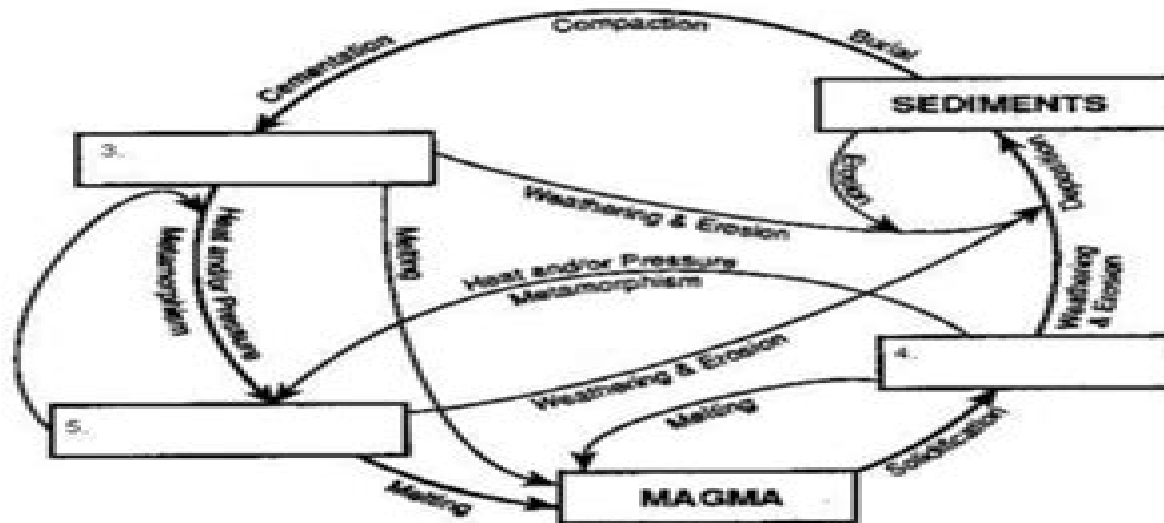 Compaction
Burial
Cementation
SEDIMENTS
3.
Erosion
Deposition
Weathering & Erosion
Heat and/or Pressure
Metamorphism
Melting
Heat and/or Pressure
Metamorphism
Weathering
& Erosion
4.
Weathering & Erosion
Melting
5.
Solidification
MAGMA
Melting